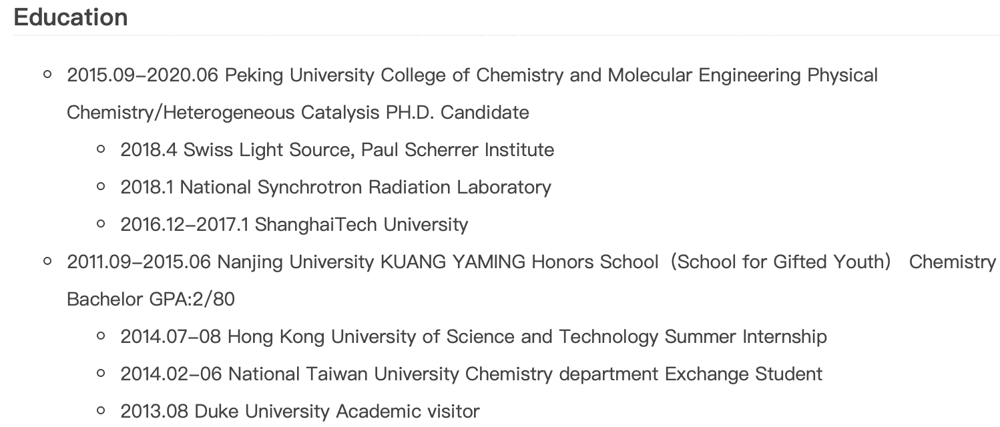 Education
2015.09–2020.06 Peking University College of Chemistry and Molecular Engineering Physical
Chemistry/Heterogeneous Catalysis PH.D. Candidate
2018.4 Swiss Light Source, Paul Scherrer Institute
2018.1 National Synchrotron Radiation Laboratory
2016.12–2017.1 ShanghaiTech University
2011.09–2015.06 Nanjing University KUANG YAMING Honors School（School for Gifted Youth） Chemistry
Bachelor GPA:2/80
2014.07–08 Hong Kong University of Science and Technology Summer Internship
2014.02–06 National Taiwan University Chemistry department Exchange Student
2013.08 Duke University Academic visitor